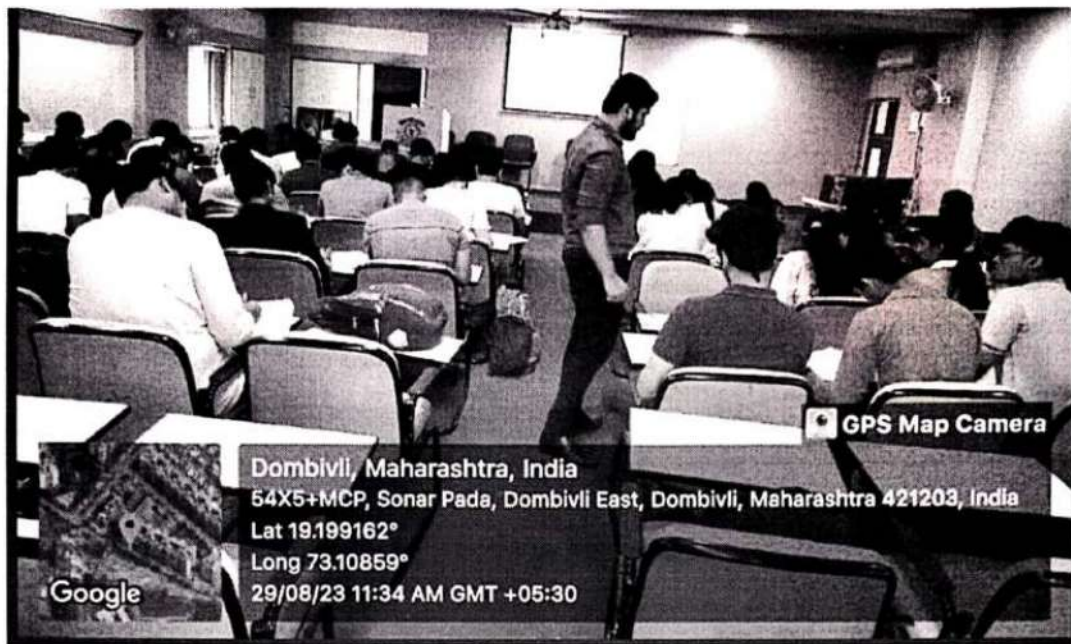 GPS Map Camera
Dombivli, Maharashtra, India
54X5+MCP, Sonar Pada, Dombivli East, Dombivli, Maharashtra 421203, India
Lat 19.199162°
Long 73.10859°
29/08/23 11:34 AM GMT +05:30
Google